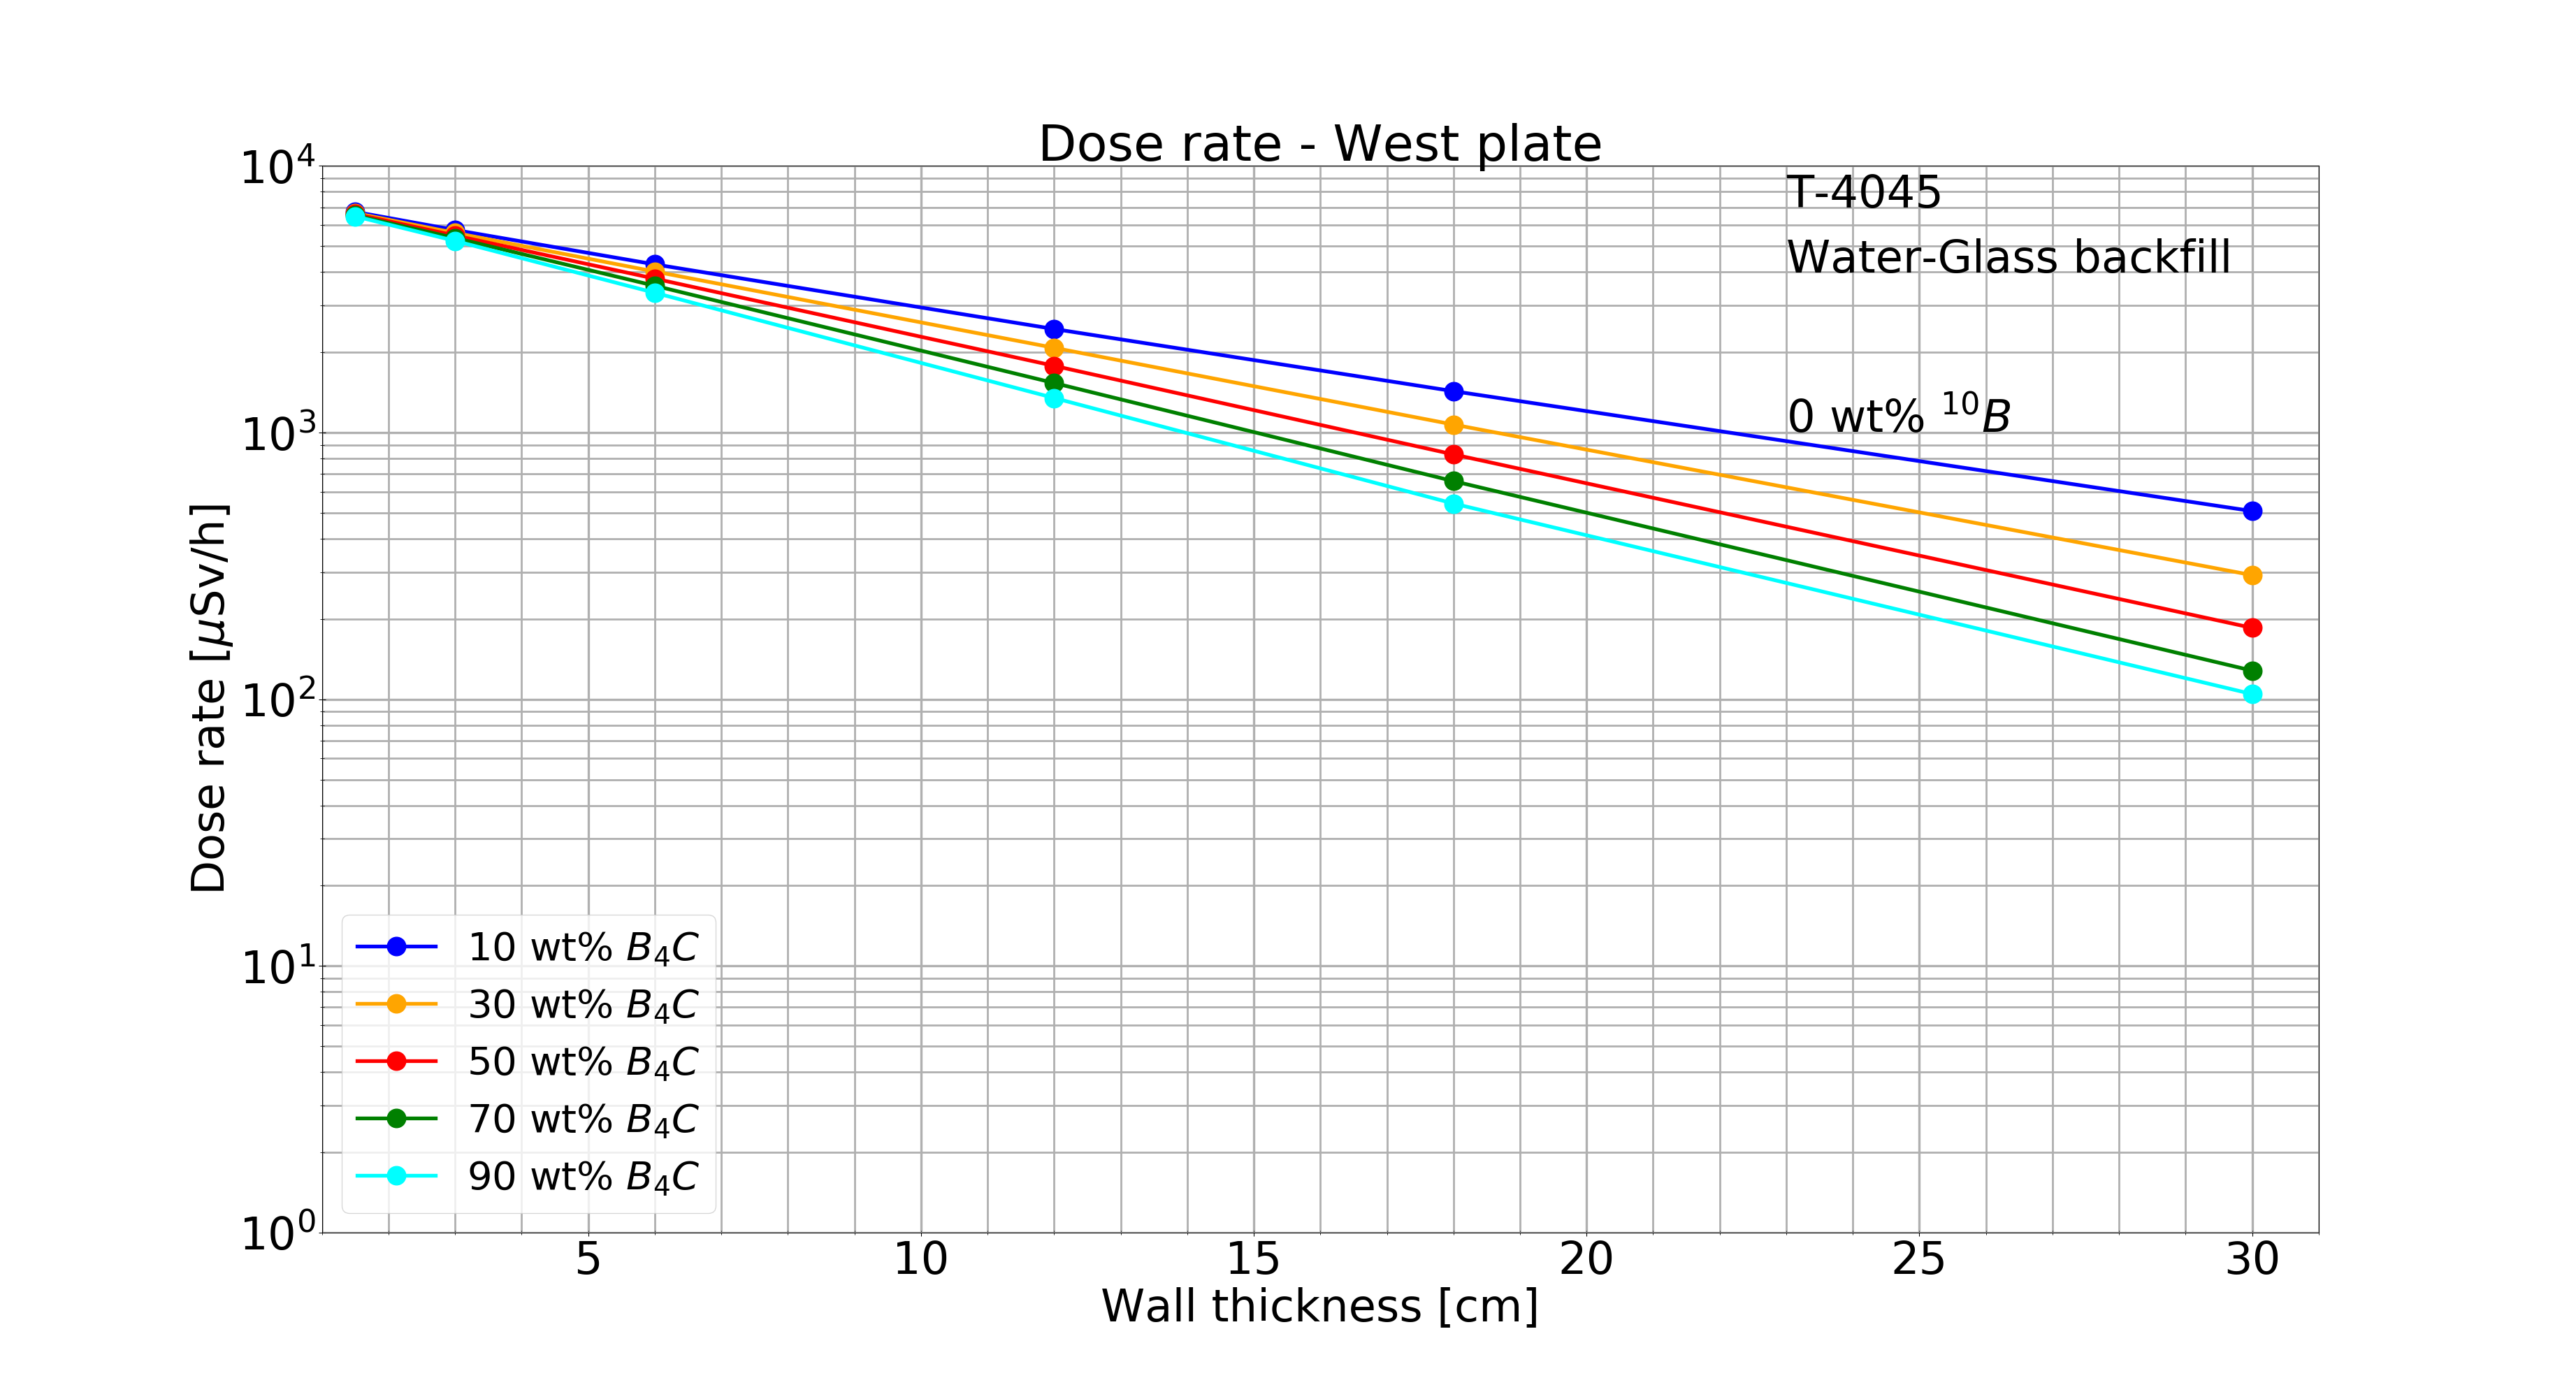 Dose rate - West plate
T-4045
Water-Glass backfill
0 wt% ¹⁰B
Dose rate [μSv/h]
10⁴
10³
10²
10¹
10⁰
10 wt% B₄C
30 wt% B₄C
50 wt% B₄C
70 wt% B₄C
90 wt% B₄C
5 10 15 20 25 30
Wall thickness [cm]